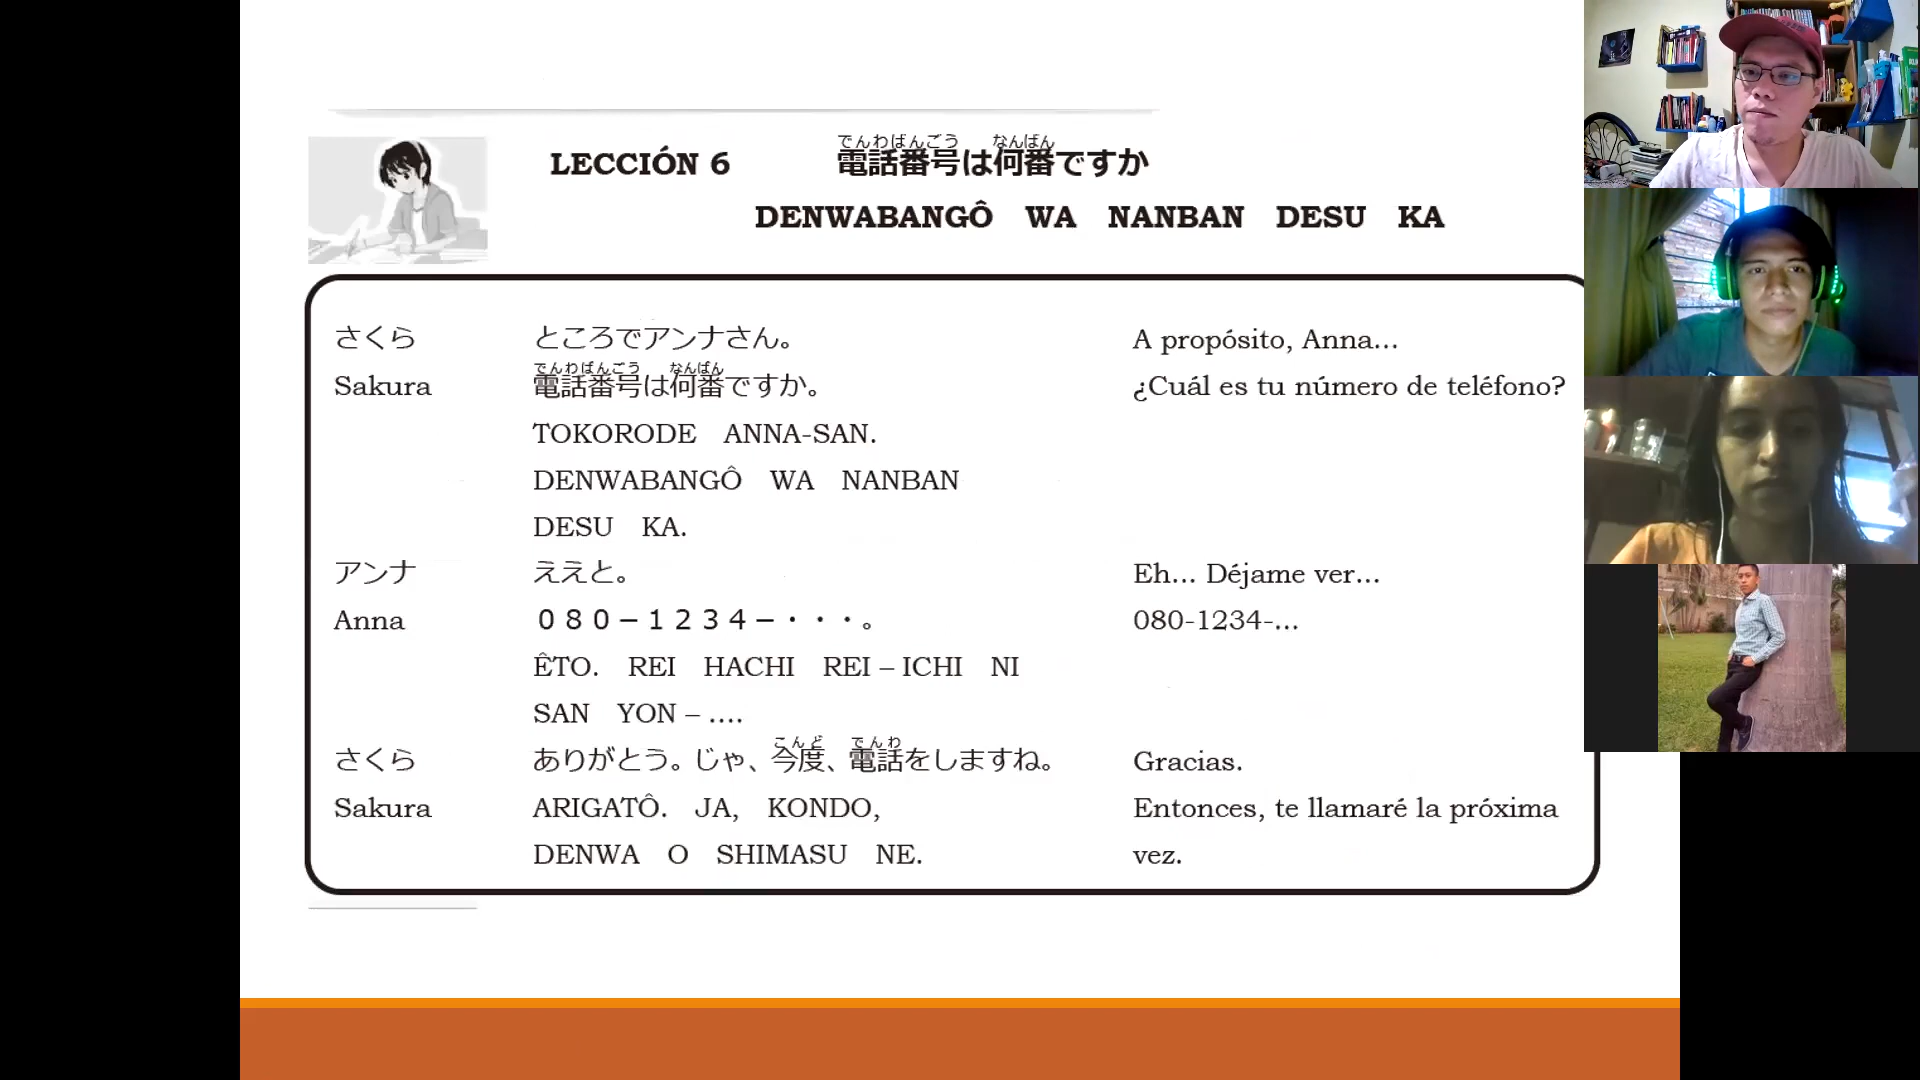 でんわばんごう なんばん
LECCIÓN 6 電話番号は何番ですか
DENWABANGÔ WA NANBAN DESU KA
さくら ところでアンナさん。 A propósito, Anna...
でんわばんごう なんばん
Sakura 電話番号は何番ですか。 ¿Cuál es tu número de teléfono?
TOKORODE ANNA-SAN.
DENWABANGÔ WA NANBAN
DESU KA.
アンナ ええと。 Eh... Déjame ver...
Anna 080−1234−・・・。 080-1234-...
ÊTO. REI HACHI REI – ICHI NI
SAN YON – ....
こんど でんわ
さくら ありがとう。じゃ、今度、電話をしますね。 Gracias.
Sakura ARIGATÔ. JA, KONDO, Entonces, te llamaré la próxima
DENWA O SHIMASU NE. vez.